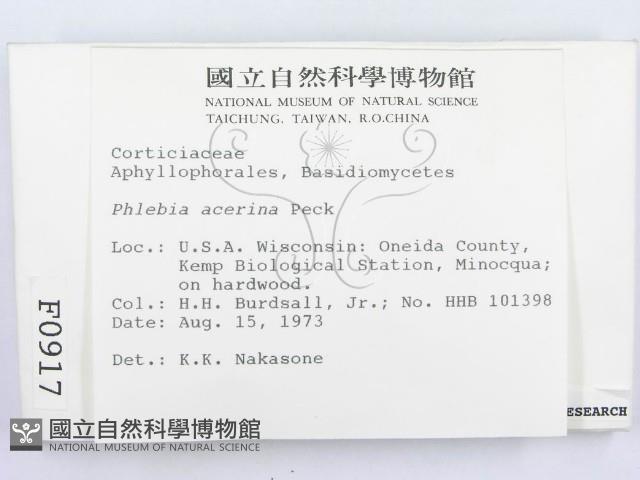 國立自然科學博物館
NATIONAL MUSEUM OF NATURAL SCIENCE
TAICHUNG, TAIWAN, R.O.CHINA
Corticiaceae
Aphyllophorales, Basidiomycetes
Phlebia acerina Peck
Loc.: U.S.A. Wisconsin: Oneida County,
Kemp Biological Station, Minocqua;
on hardwood.
Col.: H.H. Burdsall, Jr.; No. HHB 101398
Date: Aug. 15, 1973
Det.: K.K. Nakasone
F0917
ESEARCH
國立自然科學博物館
NATIONAL MUSEUM OF NATURAL SCIENCE